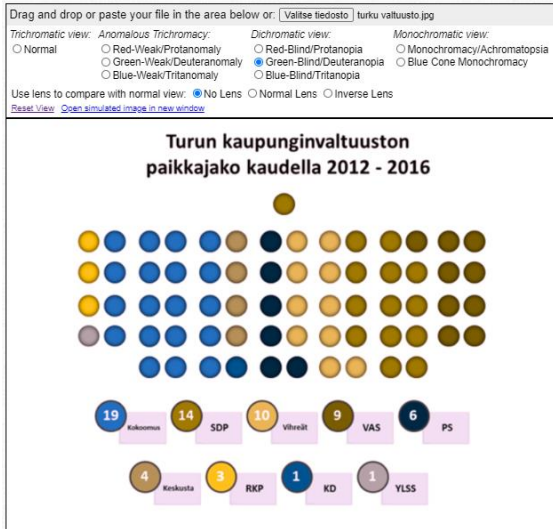 Drag and drop or paste your file in the area below or: Valitse tiedosto turku valtuusto.jpg
Trichromatic view: Anomalous Trichromacy: Dichromatic view: Monochromatic view:
Normal Red-Weak/Protanomaly Red-Blind/Protanopia Monochromacy/Achromatopsia
Green-Weak/Deuteranomaly Green-Blind/Deuteranopia Blue Cone Monochromacy
Blue-Weak/Tritanomaly Blue-Blind/Tritanopia
Use lens to compare with normal view: No Lens Normal Lens Inverse Lens
Reset View Open simulated image in new window
Turun kaupunginvaltuuston
paikkajako kaudella 2012 - 2016
19 Kokoomus 14 SDP 10 Vihreät 9 VAS 6 PS
4 Keskusta 3 RKP 1 KD 1 YLSS